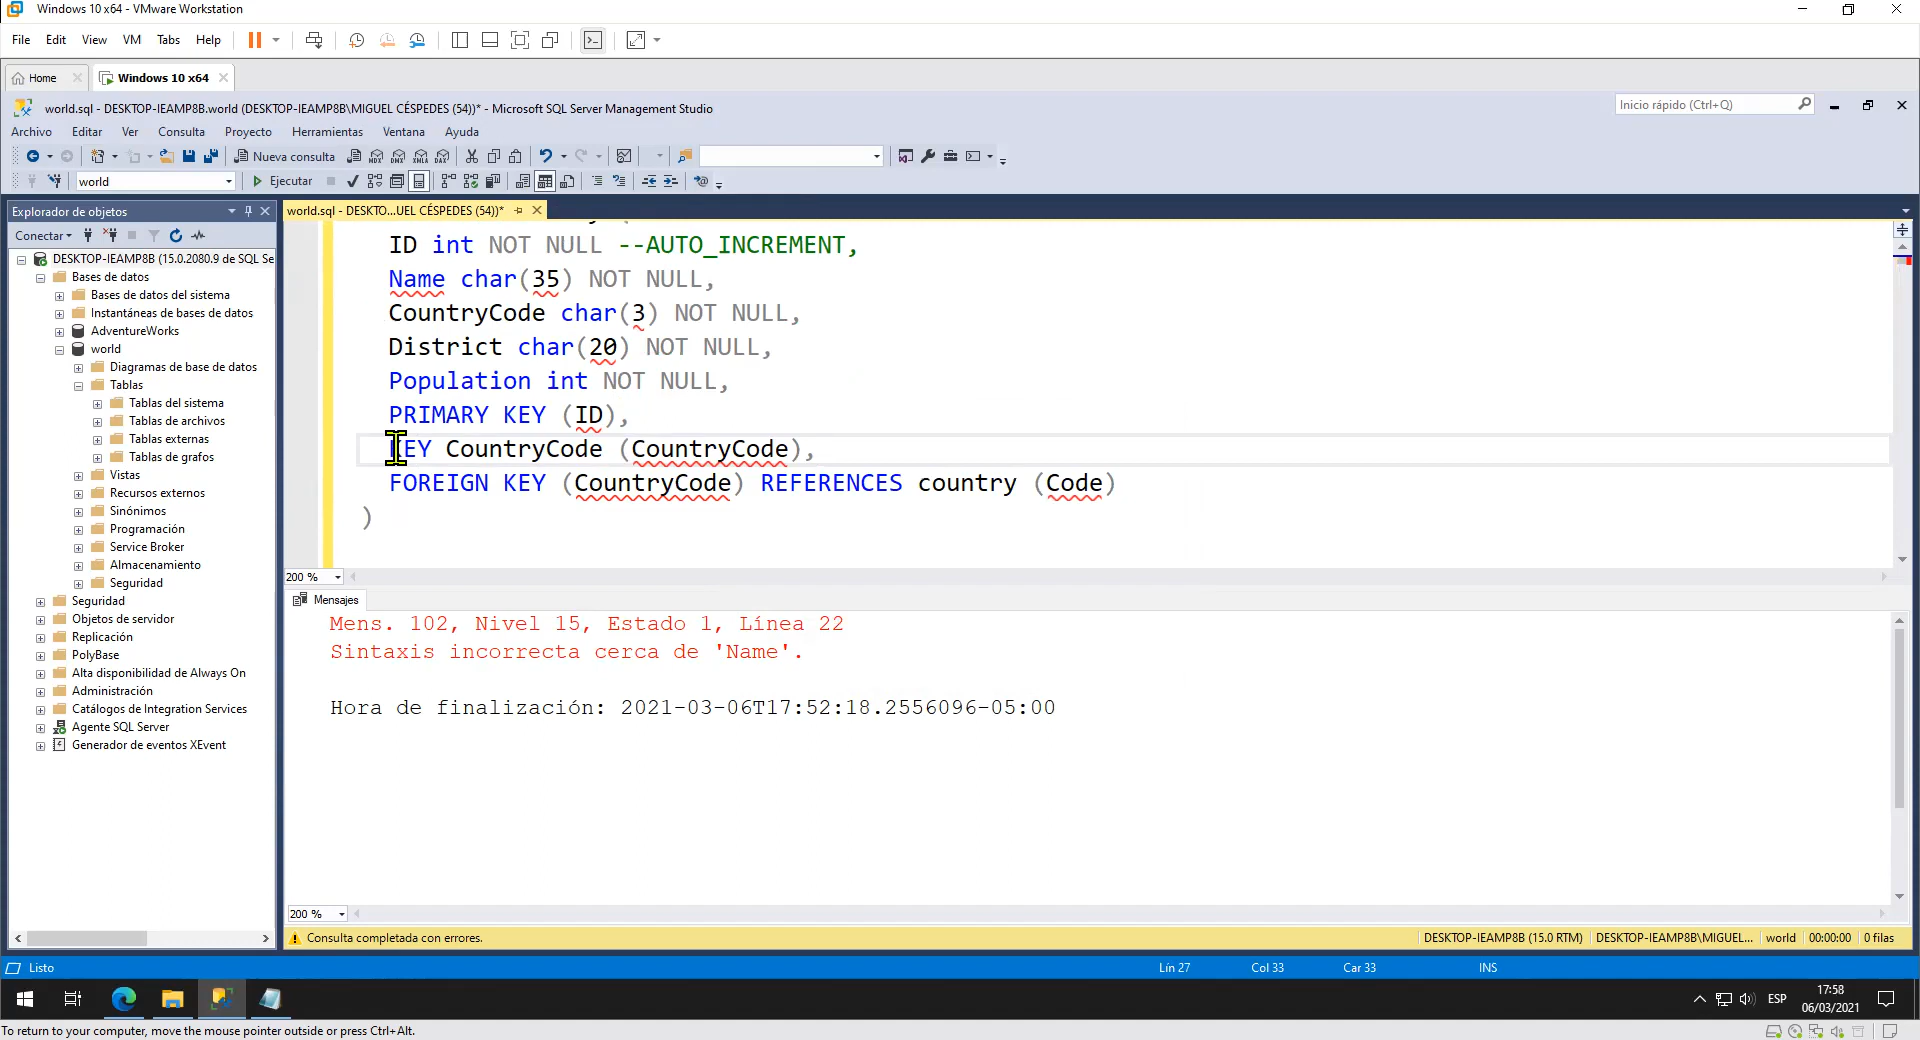 Windows 10 x64 - VMware Workstation
File Edit View VM Tabs Help
Home Windows 10 x64
world.sql - DESKTOP-IEAMP8B.world (DESKTOP-IEAMP8B\MIGUEL CÉSPEDES (54))* - Microsoft SQL Server Management Studio
Inicio rápido (Ctrl+Q)
Archivo Editar Ver Consulta Proyecto Herramientas Ventana Ayuda
Nueva consulta
world Ejecutar
Explorador de objetos
world.sql - DESKTO...UEL CÉSPEDES (54))*
Conectar
DESKTOP-IEAMP8B (15.0.2080.9 de SQL Se
Bases de datos
Bases de datos del sistema
Instantáneas de bases de datos
AdventureWorks
world
Diagramas de base de datos
Tablas
Tablas del sistema
Tablas de archivos
Tablas externas
Tablas de grafos
Vistas
Recursos externos
Sinónimos
Programación
Service Broker
Almacenamiento
Seguridad
Seguridad
Objetos de servidor
Replicación
PolyBase
Alta disponibilidad de Always On
Administración
Catálogos de Integration Services
Agente SQL Server
Generador de eventos XEvent
ID int NOT NULL --AUTO_INCREMENT,
Name char(35) NOT NULL,
CountryCode char(3) NOT NULL,
District char(20) NOT NULL,
Population int NOT NULL,
PRIMARY KEY (ID),
KEY CountryCode (CountryCode),
FOREIGN KEY (CountryCode) REFERENCES country (Code)
)
200 %
Mensajes
Mens. 102, Nivel 15, Estado 1, Línea 22
Sintaxis incorrecta cerca de 'Name'.
Hora de finalización: 2021-03-06T17:52:18.2556096-05:00
200 %
Consulta completada con errores. DESKTOP-IEAMP8B (15.0 RTM) DESKTOP-IEAMP8B\MIGUEL... world 00:00:00 0 filas
Listo Lín 27 Col 33 Car 33 INS
ESP 17:58
06/03/2021
To return to your computer, move the mouse pointer outside or press Ctrl+Alt.